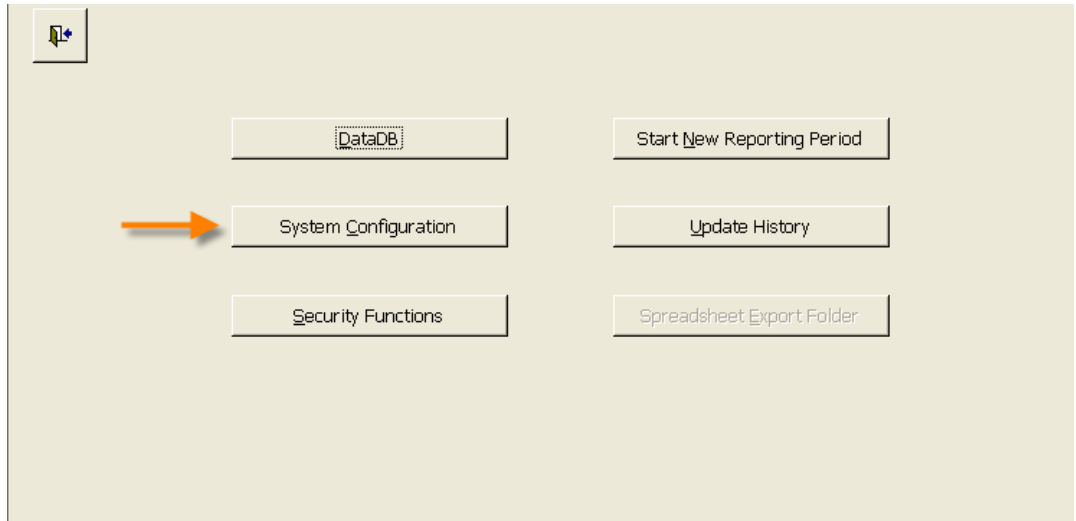 DataDB
Start New Reporting Period
System Configuration
Update History
Security Functions
Spreadsheet Export Folder